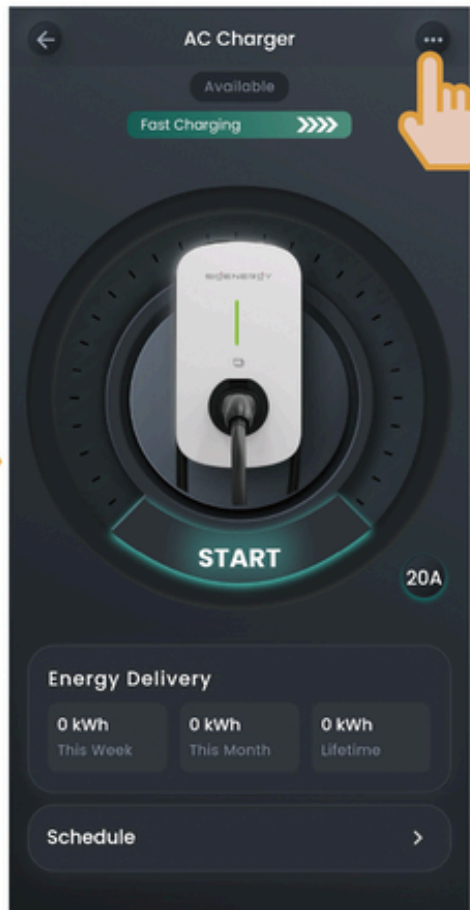 AC Charger
Available
Fast Charging
SIGENERGY
START
20A
Energy Delivery
0 kWh
This Week
0 kWh
This Month
0 kWh
Lifetime
Schedule